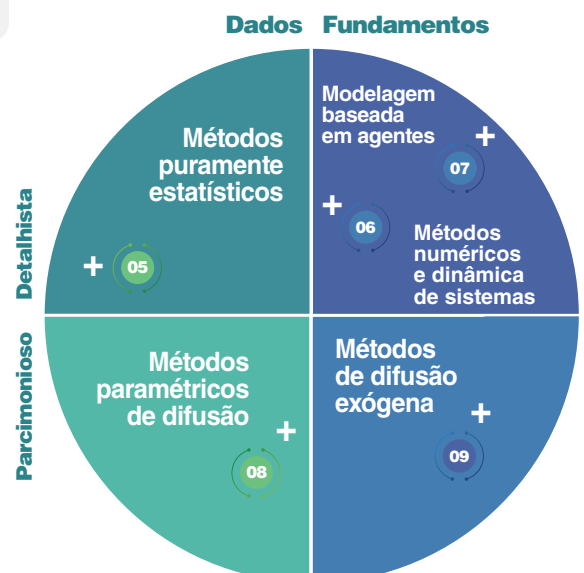 Dados Fundamentos
Detalhista
Parcimonioso
Métodos
puramente
estatísticos
+ 05
Modelagem
baseada
em agentes
+
07
+
06
Métodos
numéricos
e dinâmica
de sistemas
Métodos
paramétricos
de difusão
+
08
Métodos
de difusão
exógena
+
09